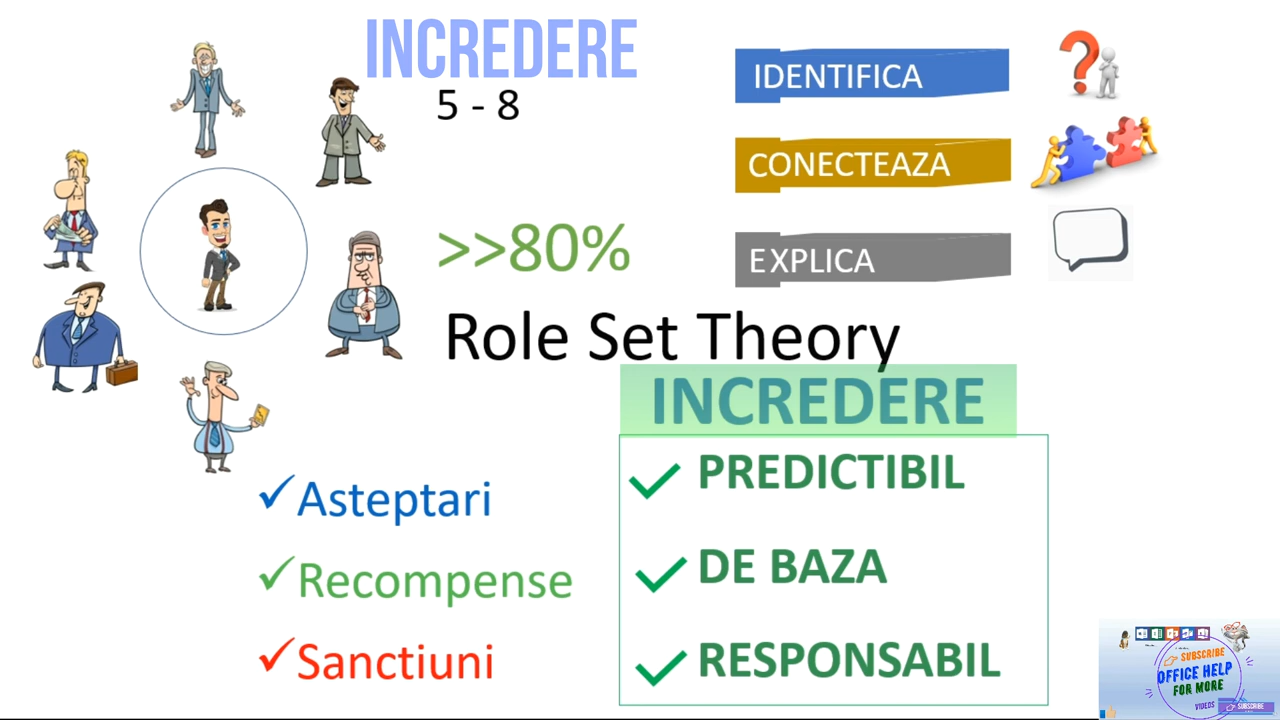 INCREDERE
5 - 8
>>80%
Role Set Theory
IDENTIFICA
CONECTEAZA
EXPLICA
INCREDERE
PREDICTIBIL
DE BAZA
RESPONSABIL
Asteptari
Recompense
Sanctiuni
SUBSCRIBE
OFFICE HELP
FOR MORE
VIDEOS
SUBSCRIBE